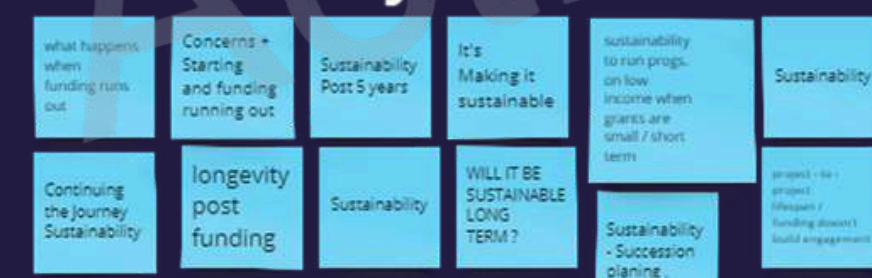 what happens
when
funding runs
out
Concerns +
Starting
and funding
running out
Sustainability
Post 5 years
It's
Making it
sustainable
sustainability
to run progs.
on low
income when
grants are
small / short
term
Sustainability
Continuing
the Journey
Sustainability
longevity
post
funding
Sustainability
WILL IT BE
SUSTAINABLE
LONG
TERM?
Sustainability
- Succession
planing.
project - to -
project
lifespan /
funding doesn't
build engagement